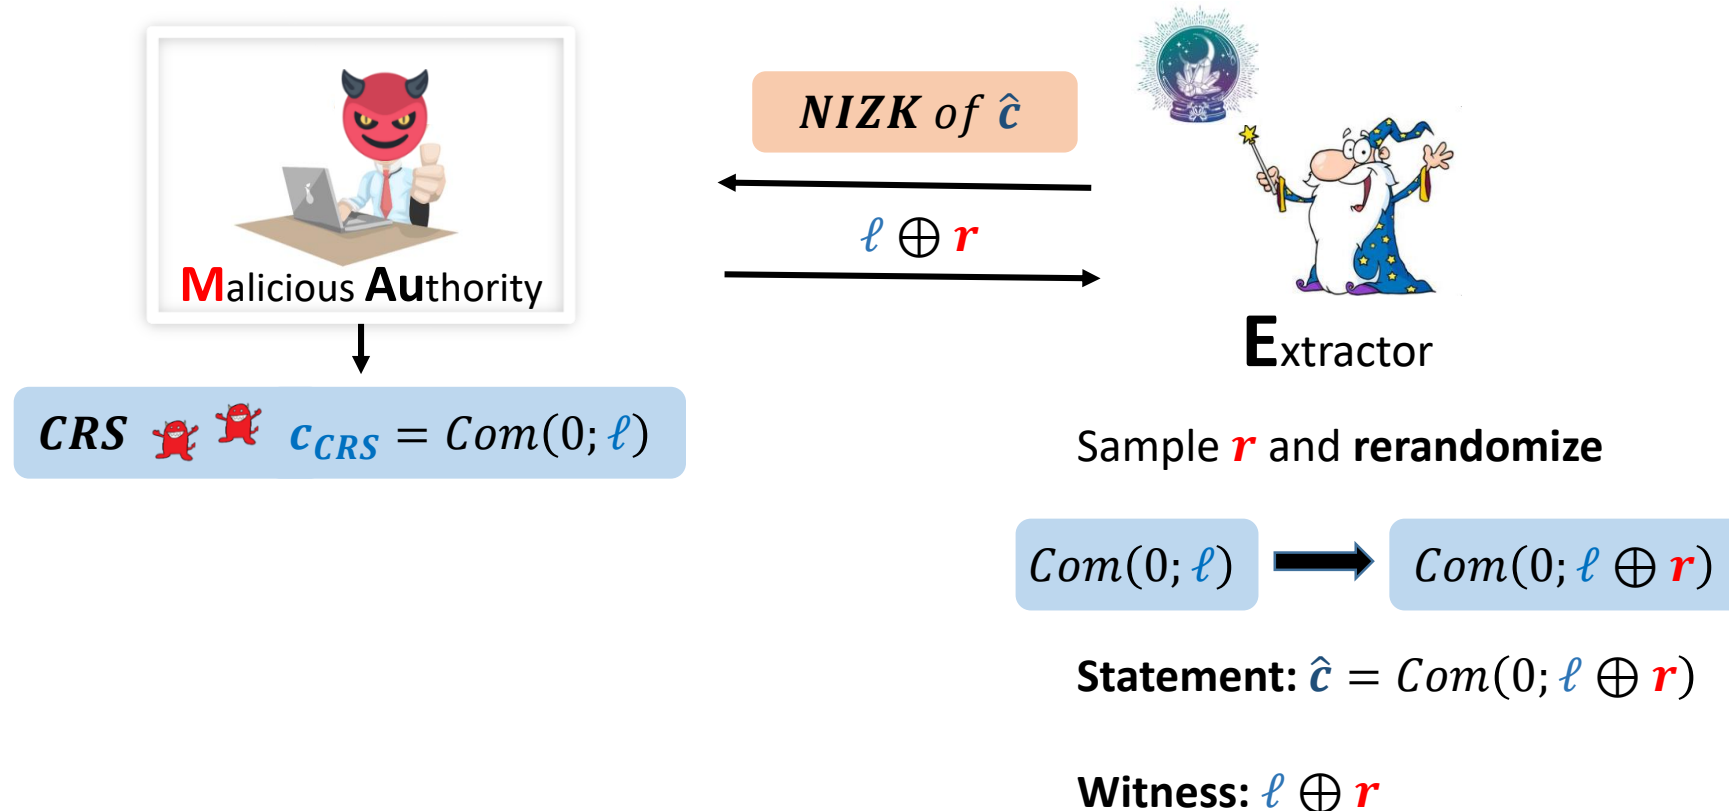 NIZK of ĉ
ℓ ⊕ r
Malicious Authority
Extractor
CRS c_CRS = Com(0; ℓ)
Sample r and rerandomize
Com(0; ℓ) Com(0; ℓ ⊕ r)
Statement: ĉ = Com(0; ℓ ⊕ r)
Witness: ℓ ⊕ r